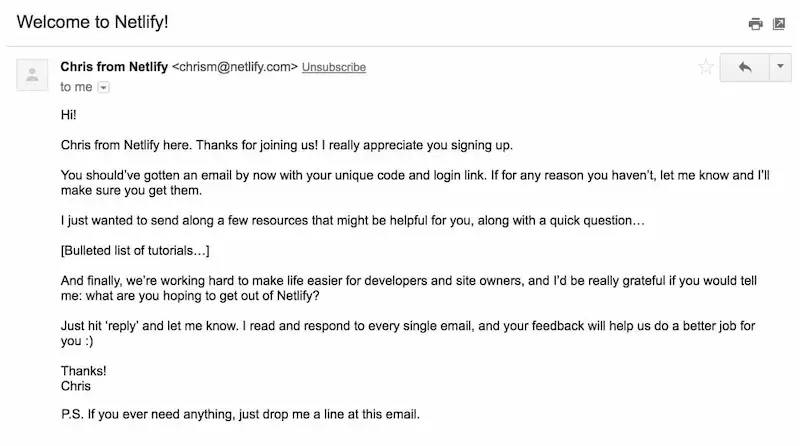 Welcome to Netlify!
Chris from Netlify <chrism@netlify.com> Unsubscribe
to me
Hi!
Chris from Netlify here. Thanks for joining us! I really appreciate you signing up.
You should’ve gotten an email by now with your unique code and login link. If for any reason you haven’t, let me know and I’ll
make sure you get them.
I just wanted to send along a few resources that might be helpful for you, along with a quick question…
[Bulleted list of tutorials…]
And finally, we’re working hard to make life easier for developers and site owners, and I’d be really grateful if you would tell
me: what are you hoping to get out of Netlify?
Just hit ‘reply’ and let me know. I read and respond to every single email, and your feedback will help us do a better job for
you :)
Thanks!
Chris
P.S. If you ever need anything, just drop me a line at this email.